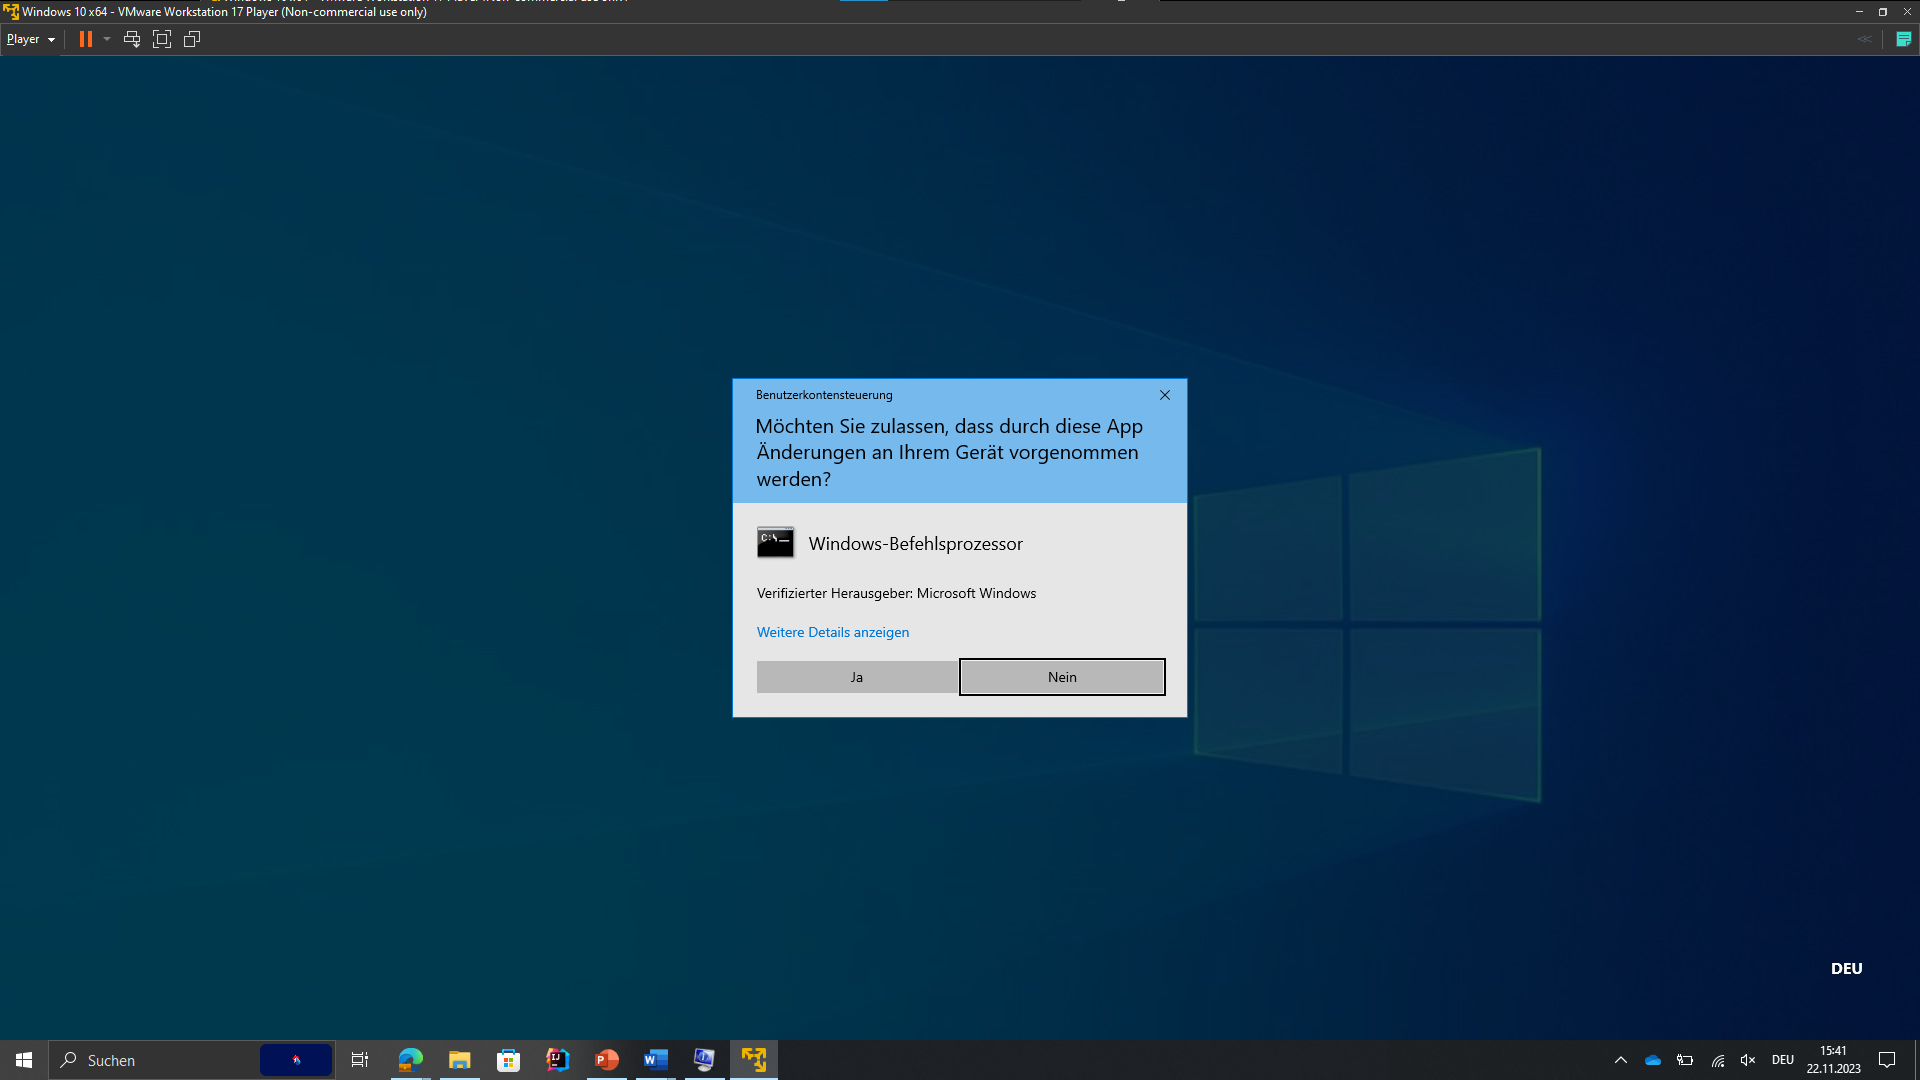 Windows 10 x64 - VMware Workstation 17 Player (Non-commercial use only)
Player
Benutzerkontensteuerung
Möchten Sie zulassen, dass durch diese App
Änderungen an Ihrem Gerät vorgenommen
werden?
C:\_
Windows-Befehlsprozessor
Verifizierter Herausgeber: Microsoft Windows
Weitere Details anzeigen
Ja
Nein
DEU
Suchen
IJ
P
W
DEU
15:41
22.11.2023